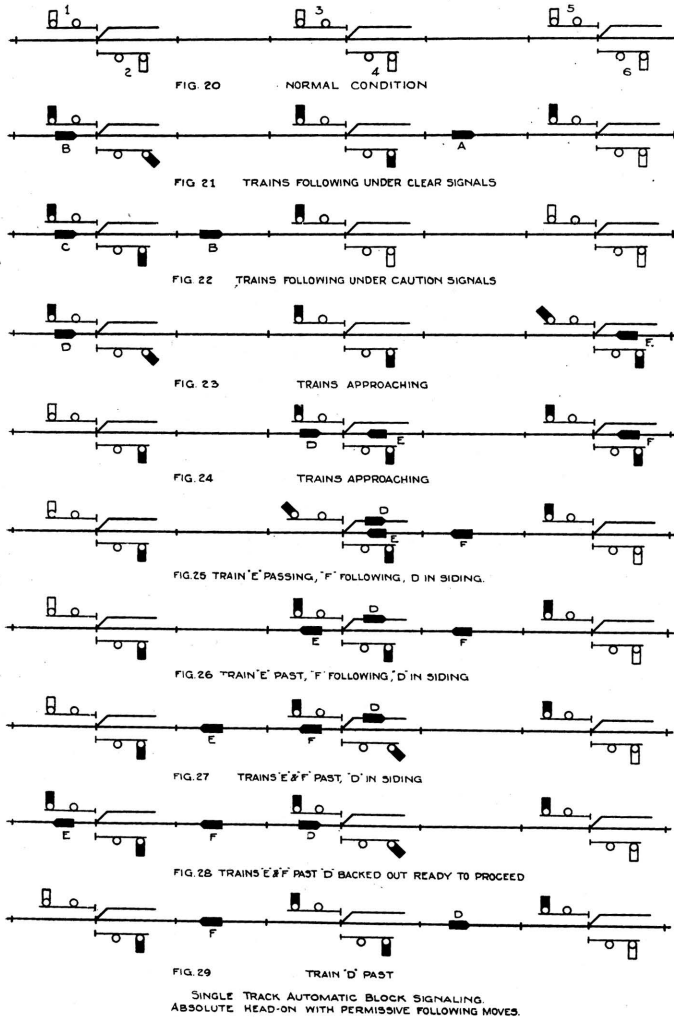 1 3 5
2 4 6
FIG. 20 NORMAL CONDITION
B A
FIG 21 TRAINS FOLLOWING UNDER CLEAR SIGNALS
C B
FIG. 22 TRAINS FOLLOWING UNDER CAUTION SIGNALS
D E.
FIG. 23 TRAINS APPROACHING
D E F
FIG. 24 TRAINS APPROACHING
D
E F
FIG. 25 TRAIN "E" PASSING, "F" FOLLOWING, D IN SIDING.
D
E F
FIG. 26 TRAIN "E" PAST, "F" FOLLOWING, "D" IN SIDING
D
E F
FIG. 27 TRAINS "E" & "F" PAST, "D" IN SIDING
E F D
FIG. 28 TRAINS "E" & "F" PAST "D" BACKED OUT READY TO PROCEED
F D
FIG. 29 TRAIN "D" PAST
SINGLE TRACK AUTOMATIC BLOCK SIGNALING.
ABSOLUTE HEAD-ON WITH PERMISSIVE FOLLOWING MOVES.